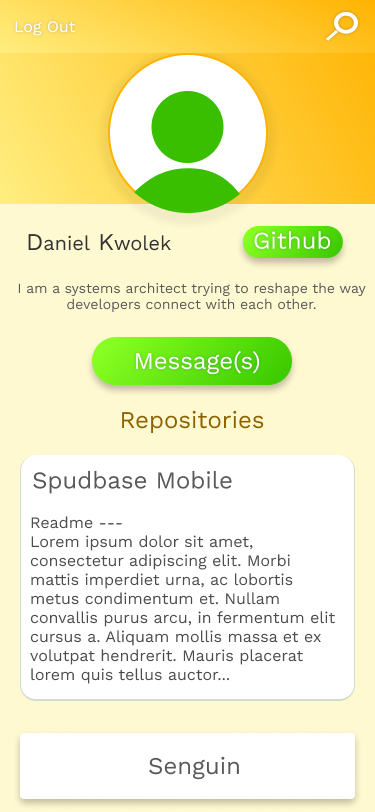 Log Out
Daniel Kwolek
Github
I am a systems architect trying to reshape the way
developers connect with each other.
Message(s)
Repositories
Spudbase Mobile
Readme ---
Lorem ipsum dolor sit amet,
consectetur adipiscing elit. Morbi
mattis imperdiet urna, ac lobortis
metus condimentum et. Nullam
convallis purus arcu, in fermentum elit
cursus a. Aliquam mollis massa et ex
volutpat hendrerit. Mauris placerat
lorem quis tellus auctor...
Senguin